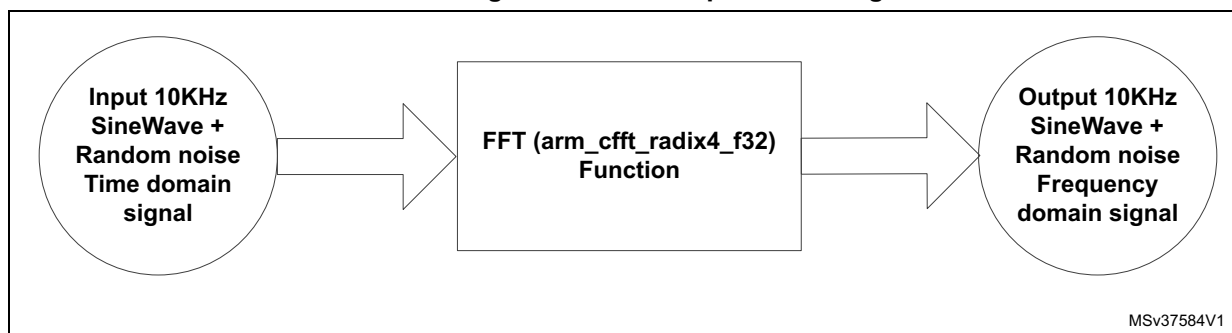 Input 10KHz
SineWave +
Random noise
Time domain
signal
FFT (arm_cfft_radix4_f32)
Function
Output 10KHz
SineWave +
Random noise
Frequency
domain signal
MSv37584V1